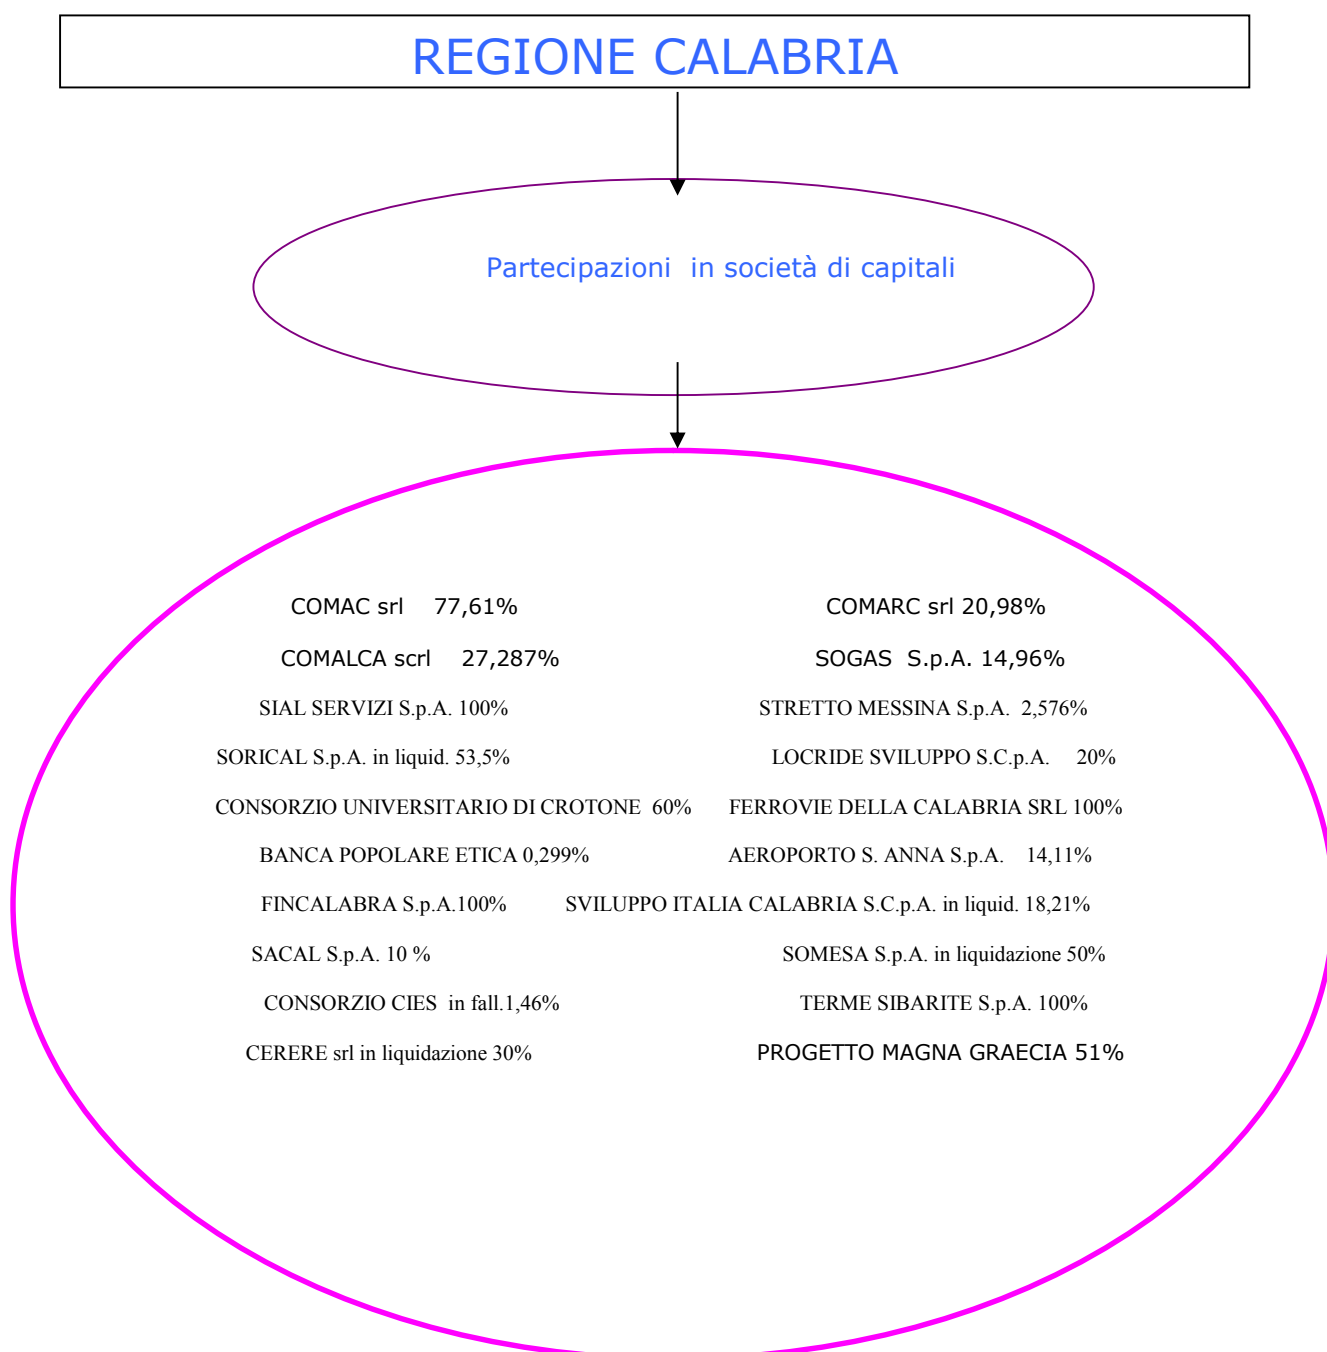 REGIONE CALABRIA
Partecipazioni in società di capitali
COMAC srl 77,61% COMARC srl 20,98%
COMALCA scrl 27,287% SOGAS S.p.A. 14,96%
SIAL SERVIZI S.p.A. 100% STRETTO MESSINA S.p.A. 2,576%
SORICAL S.p.A. in liquid. 53,5% LOCRIDE SVILUPPO S.C.p.A. 20%
CONSORZIO UNIVERSITARIO DI CROTONE 60% FERROVIE DELLA CALABRIA SRL 100%
BANCA POPOLARE ETICA 0,299% AEROPORTO S. ANNA S.p.A. 14,11%
FINCALABRA S.p.A.100% SVILUPPO ITALIA CALABRIA S.C.p.A. in liquid. 18,21%
SACAL S.p.A. 10 % SOMESA S.p.A. in liquidazione 50%
CONSORZIO CIES in fall.1,46% TERME SIBARITE S.p.A. 100%
CERERE srl in liquidazione 30% PROGETTO MAGNA GRAECIA 51%